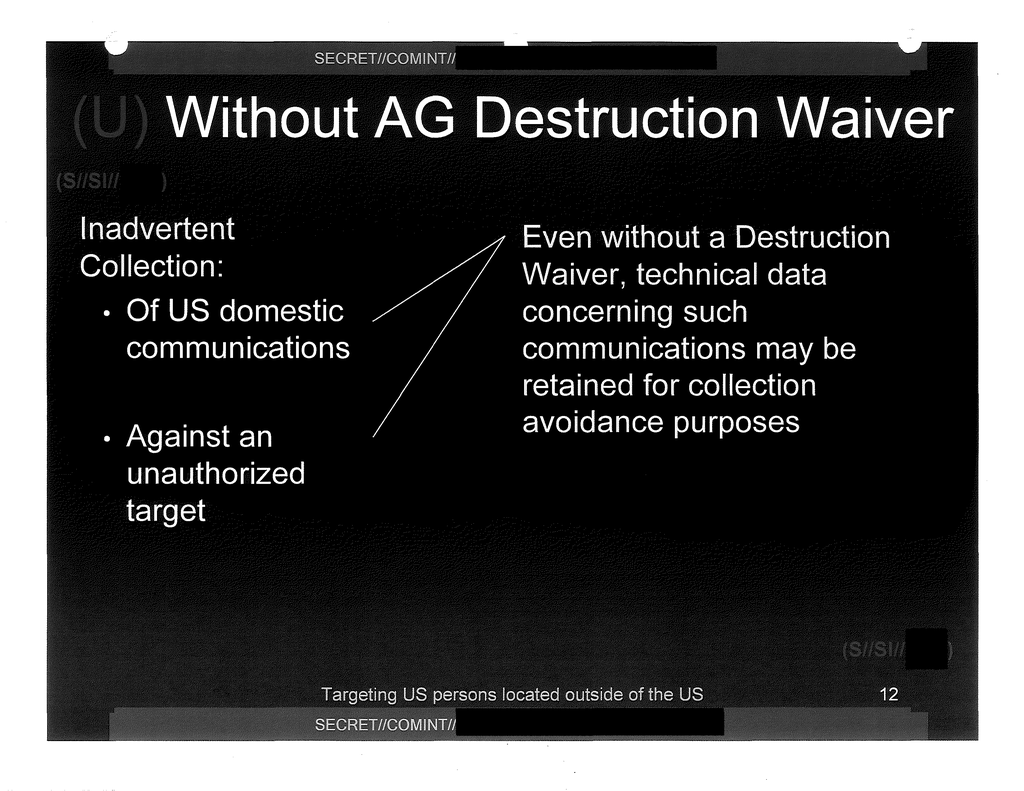 SECRET//COMINT//
(U) Without AG Destruction Waiver
(S//SI// )
Inadvertent
Collection:
• Of US domestic
communications
• Against an
unauthorized
target
Even without a Destruction
Waiver, technical data
concerning such
communications may be
retained for collection
avoidance purposes
(S//SI// )
Targeting US persons located outside of the US
12
SECRET//COMINT//